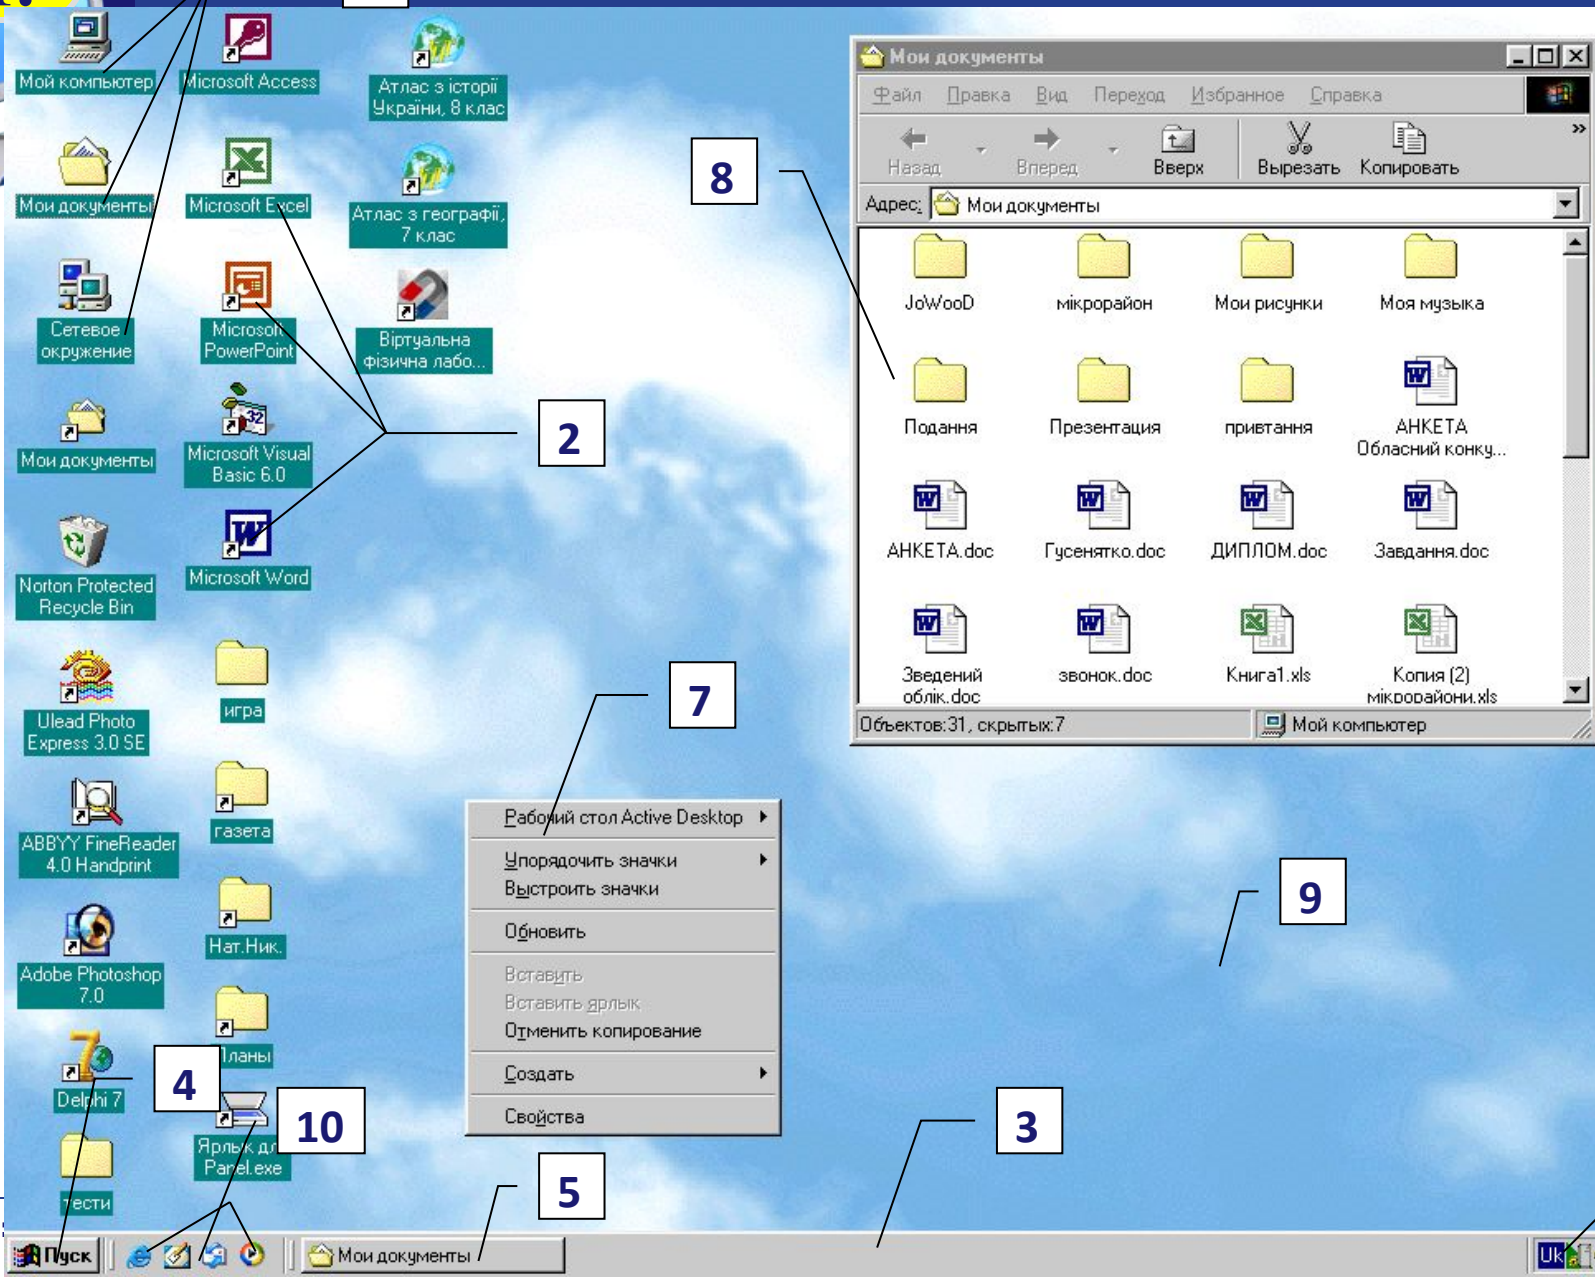 Мой компьютер
Microsoft Access
Атлас з історії
України, 8 клас
Мои документы
Microsoft Excel
Атлас з географії,
7 клас
Сетевое
окружение
Microsoft
PowerPoint
Віртуальна
фізична лабо...
Мои документы
Microsoft Visual
Basic 6.0
2
Norton Protected
Recycle Bin
Microsoft Word
Ulead Photo
Express 3.0 SE
игра
7
ABBYY FineReader
4.0 Handprint
газета
Adobe Photoshop
7.0
Нат.Ник.
Delphi 7
Планы
4
10
тести
Ярлык для
Panel.exe
Мои документы
Файл Правка Вид Переход Избранное Справка
Назад Вперед Вверх Вырезать Копировать
»
Адрес: Мои документы
8
JoWooD мікрорайон Мои рисунки Моя музыка
Подання Презентация привтання АНКЕТА
Обласний конку...
АНКЕТА.doc Гусенятко.doc ДИПЛОМ.doc Завдання.doc
Зведений
облік.doc
звонок.doc Книга1.xls Копия (2)
мікрорайони.xls
Объектов:31, скрытых:7 Мой компьютер
Рабочий стол Active Desktop
Упорядочить значки
Выстроить значки
Обновить
Вставить
Вставить ярлык
Отменить копирование
Создать
Свойства
9
3
5
Пуск Мои документы Uk